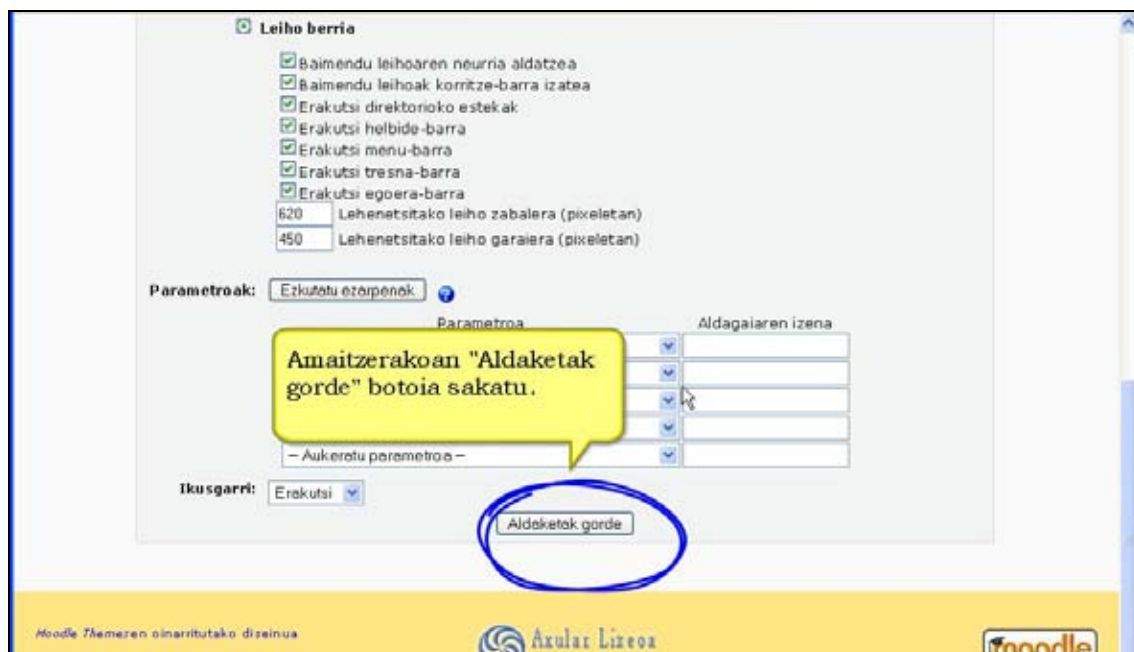 Leiho berria
Baimendu leihoaren neurria aldatzea
Baimendu leihoak korritze-barra izatea
Erakutsi direktorioko estekak
Erakutsi helbide-barra
Erakutsi menu-barra
Erakutsi tresna-barra
Erakutsi egoera-barra
620 Lehenetsitako leiho zabalera (pixeletan)
450 Lehenetsitako leiho garaiera (pixeletan)
Parametroak: Ezkutatu ezarpenak
Parametroa Aldagaiaren izena
Amaitzerakoan "Aldaketak
gorde" botoia sakatu.
– Aukeratu parametroa –
Ikusgarri: Erakutsi
Aldaketak gorde
Moodle Themezen oinarritutako dizeinua
Axular Lizeoa
moodle